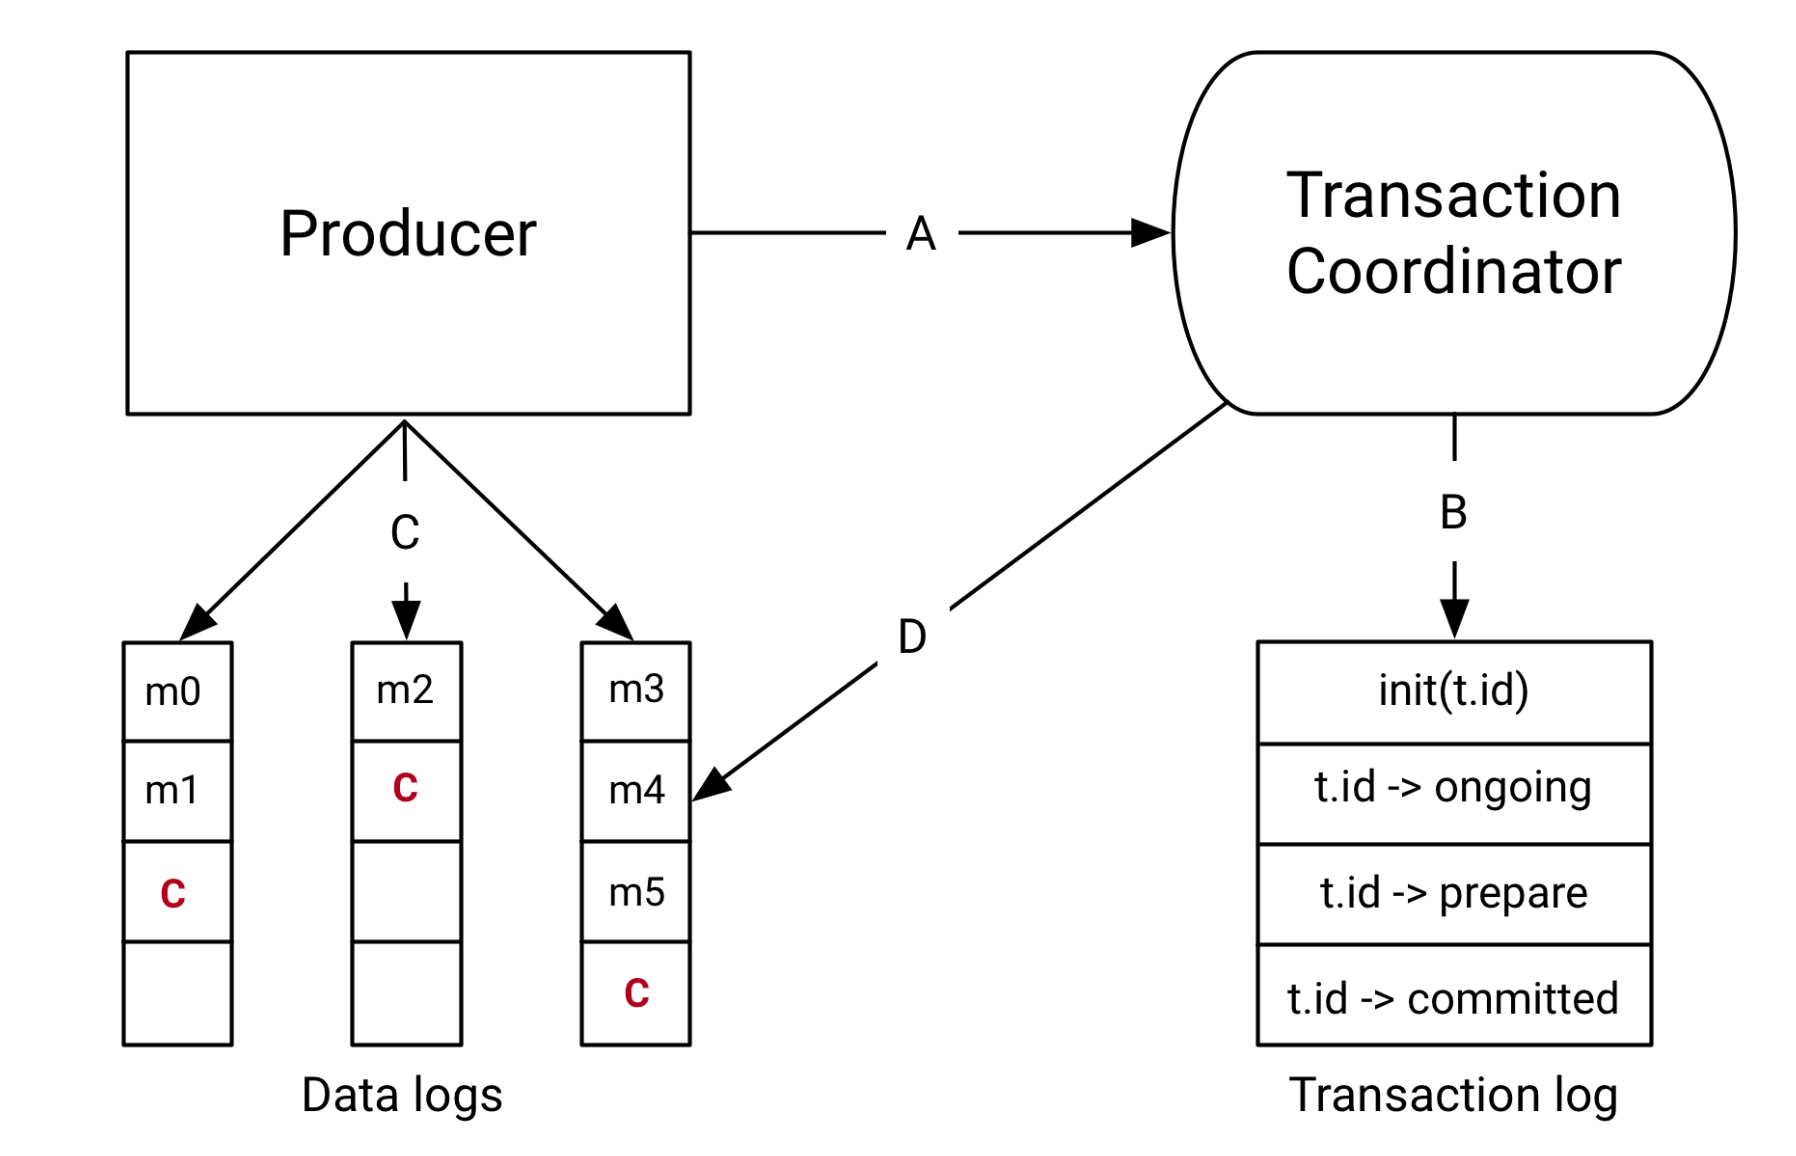 Producer
A
Transaction
Coordinator
C
D
B
m0
m1
C
m2
C
m3
m4
m5
C
init(t.id)
t.id -> ongoing
t.id -> prepare
t.id -> committed
Data logs
Transaction log